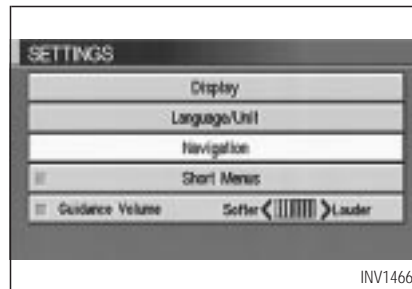 SETTINGS
Display
Language/Unit
Navigation
Short Menus
Guidance Volume Softer Louder
INV1466